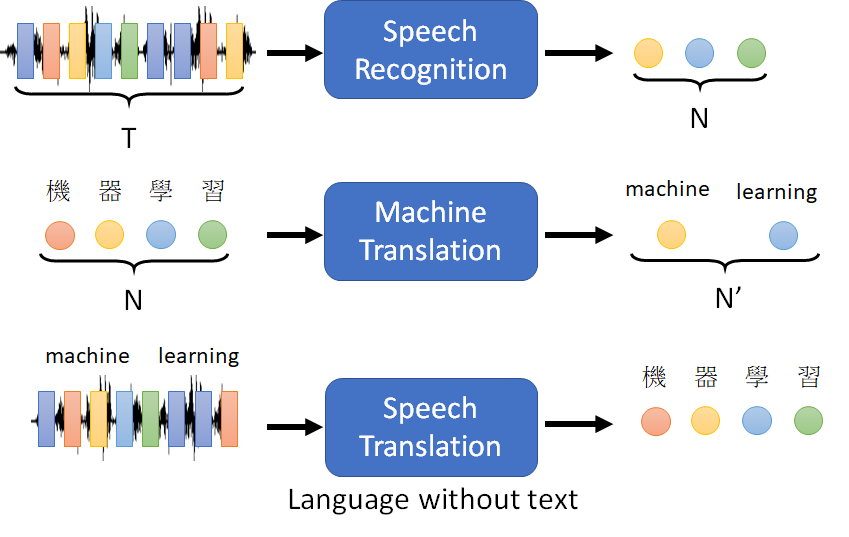 Speech
Recognition
T
N
機 器 學 習
Machine
Translation
machine learning
N
N’
machine learning
Speech
Translation
機 器 學 習
Language without text